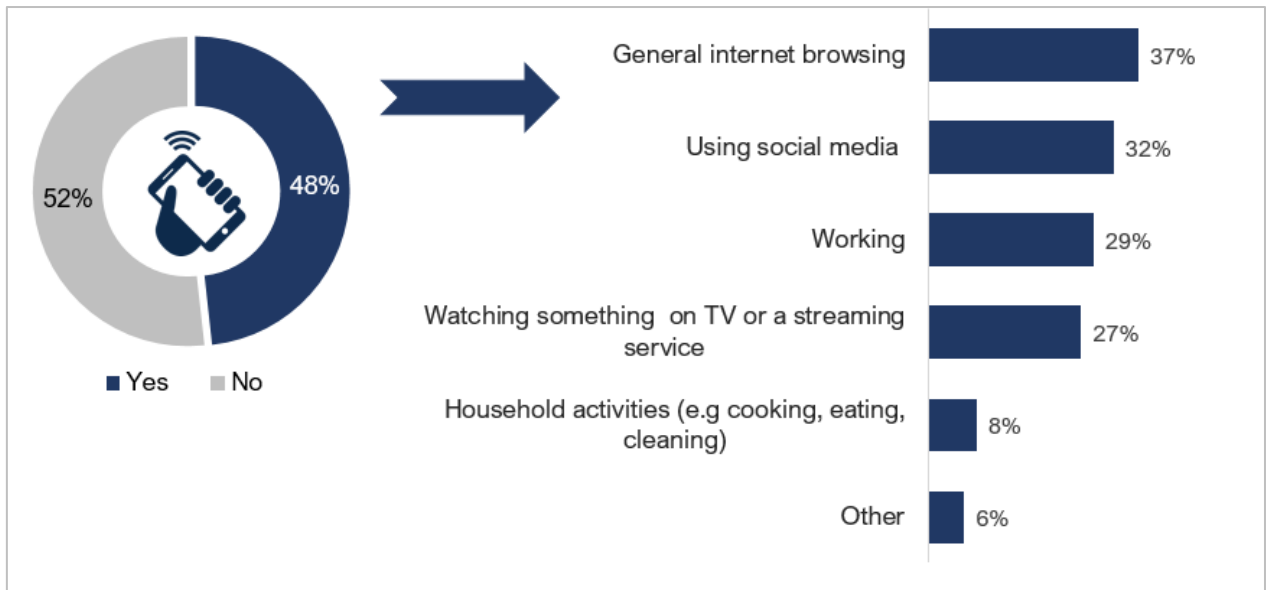 52%
48%
Yes
No
General internet browsing
37%
Using social media
32%
Working
29%
Watching something  on TV or a streaming
service
27%
Household activities (e.g cooking, eating,
cleaning)
8%
Other
6%